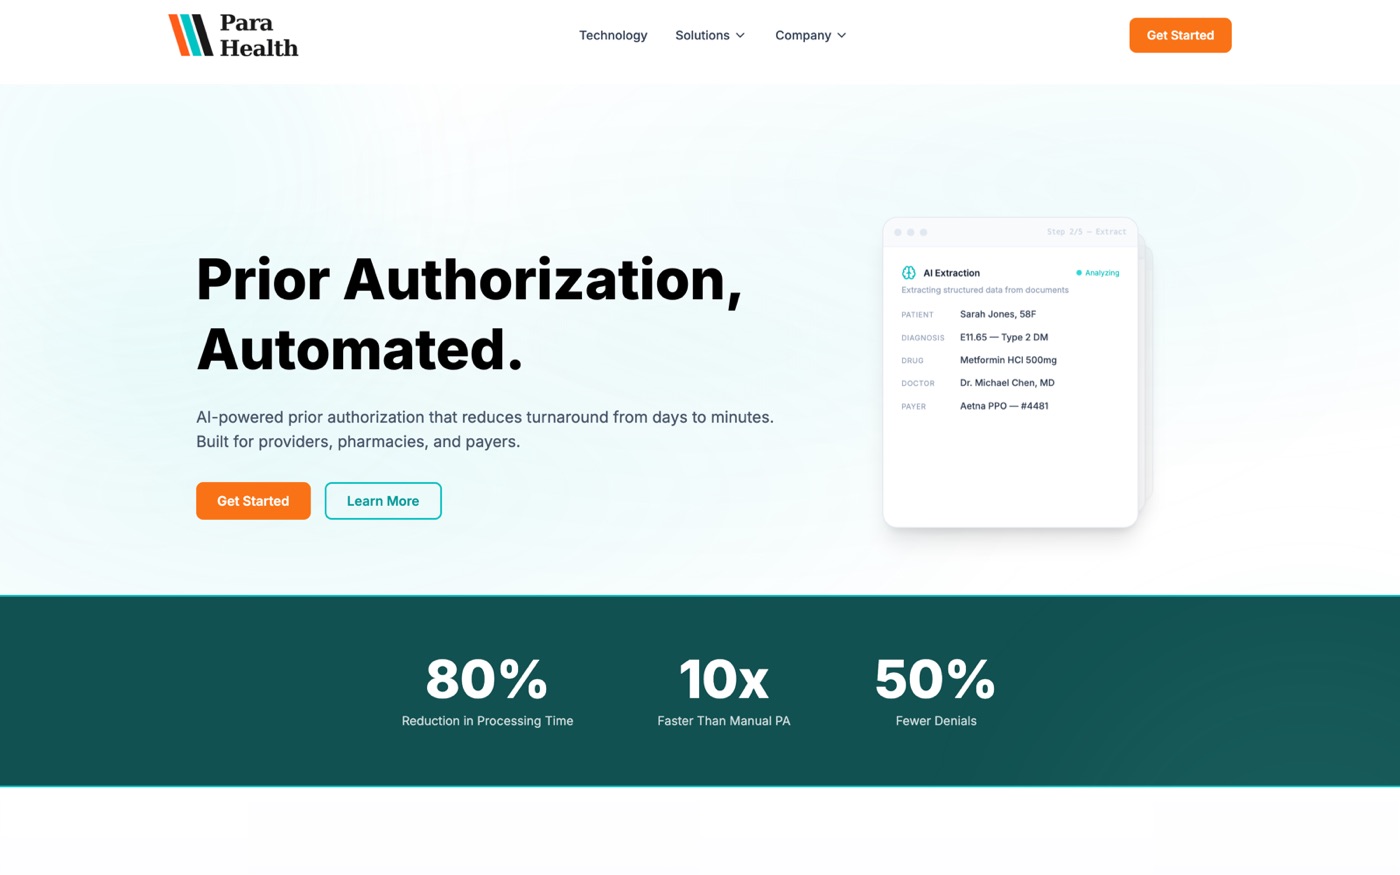 Para
Health
Technology
Solutions
Company
Get Started
Prior Authorization,
Automated.
AI-powered prior authorization that reduces turnaround from days to minutes.
Built for providers, pharmacies, and payers.
Get Started
Learn More
Step 2/5 — Extract
AI Extraction
Analyzing
Extracting structured data from documents
PATIENT Sarah Jones, 58F
DIAGNOSIS E11.65 — Type 2 DM
DRUG Metformin HCl 500mg
DOCTOR Dr. Michael Chen, MD
PAYER Aetna PPO — #4481
80%
Reduction in Processing Time
10x
Faster Than Manual PA
50%
Fewer Denials